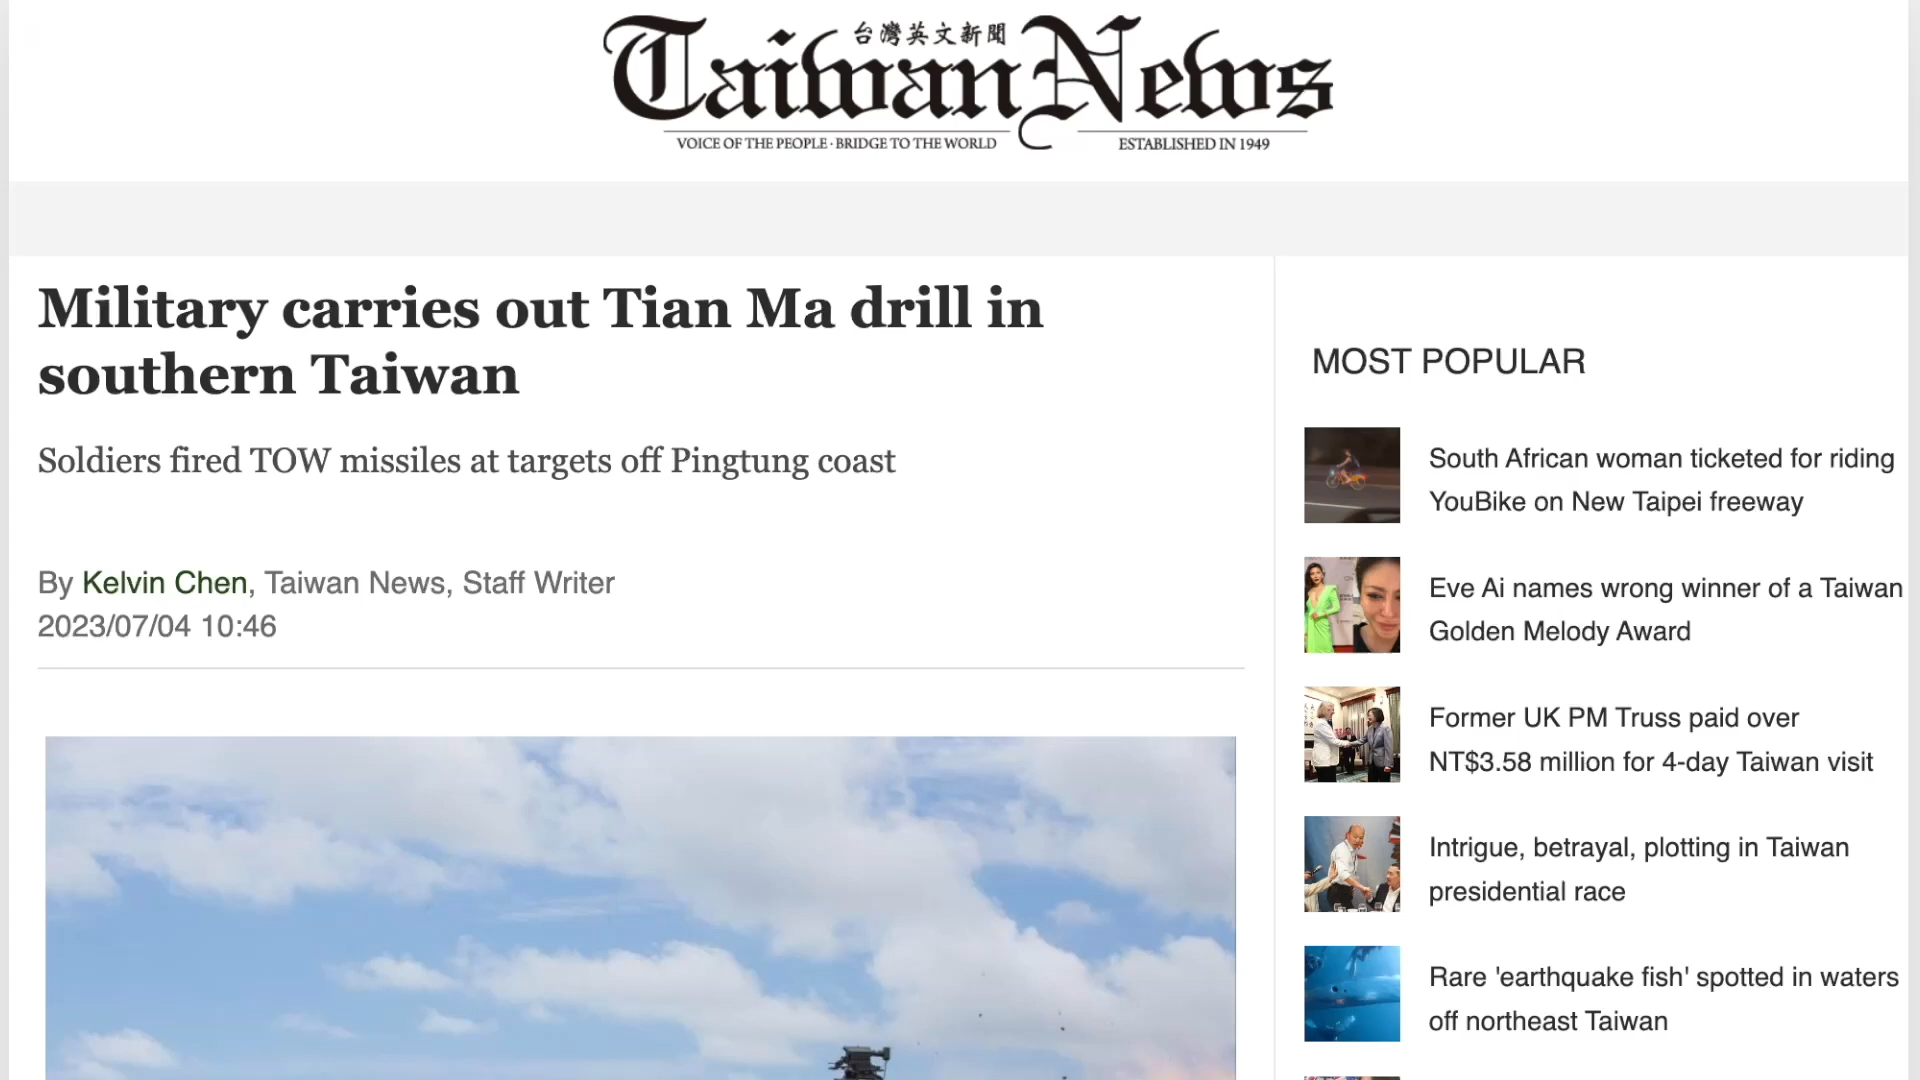 台灣英文新聞
Taiwan News
VOICE OF THE PEOPLE · BRIDGE TO THE WORLD
ESTABLISHED IN 1949
Military carries out Tian Ma drill in
southern Taiwan
Soldiers fired TOW missiles at targets off Pingtung coast
By Kelvin Chen, Taiwan News, Staff Writer
2023/07/04 10:46
MOST POPULAR
South African woman ticketed for riding
YouBike on New Taipei freeway
Eve Ai names wrong winner of a Taiwan
Golden Melody Award
Former UK PM Truss paid over
NT$3.58 million for 4-day Taiwan visit
Intrigue, betrayal, plotting in Taiwan
presidential race
Rare 'earthquake fish' spotted in waters
off northeast Taiwan